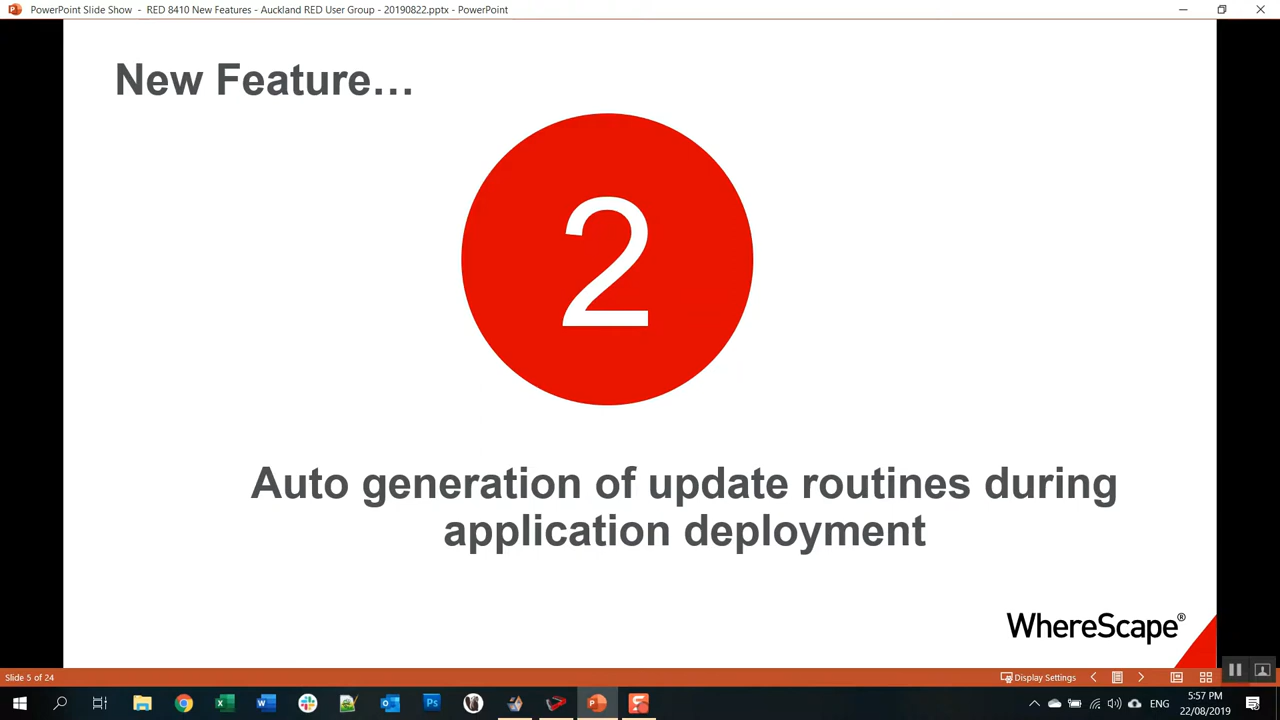 PowerPoint Slide Show - RED 8410 New Features - Auckland RED User Group - 20190822.pptx - PowerPoint
New Feature…
2
Auto generation of update routines during
application deployment
WhereScape®
Slide 5 of 24
Display Settings
5:57 PM
ENG
22/08/2019